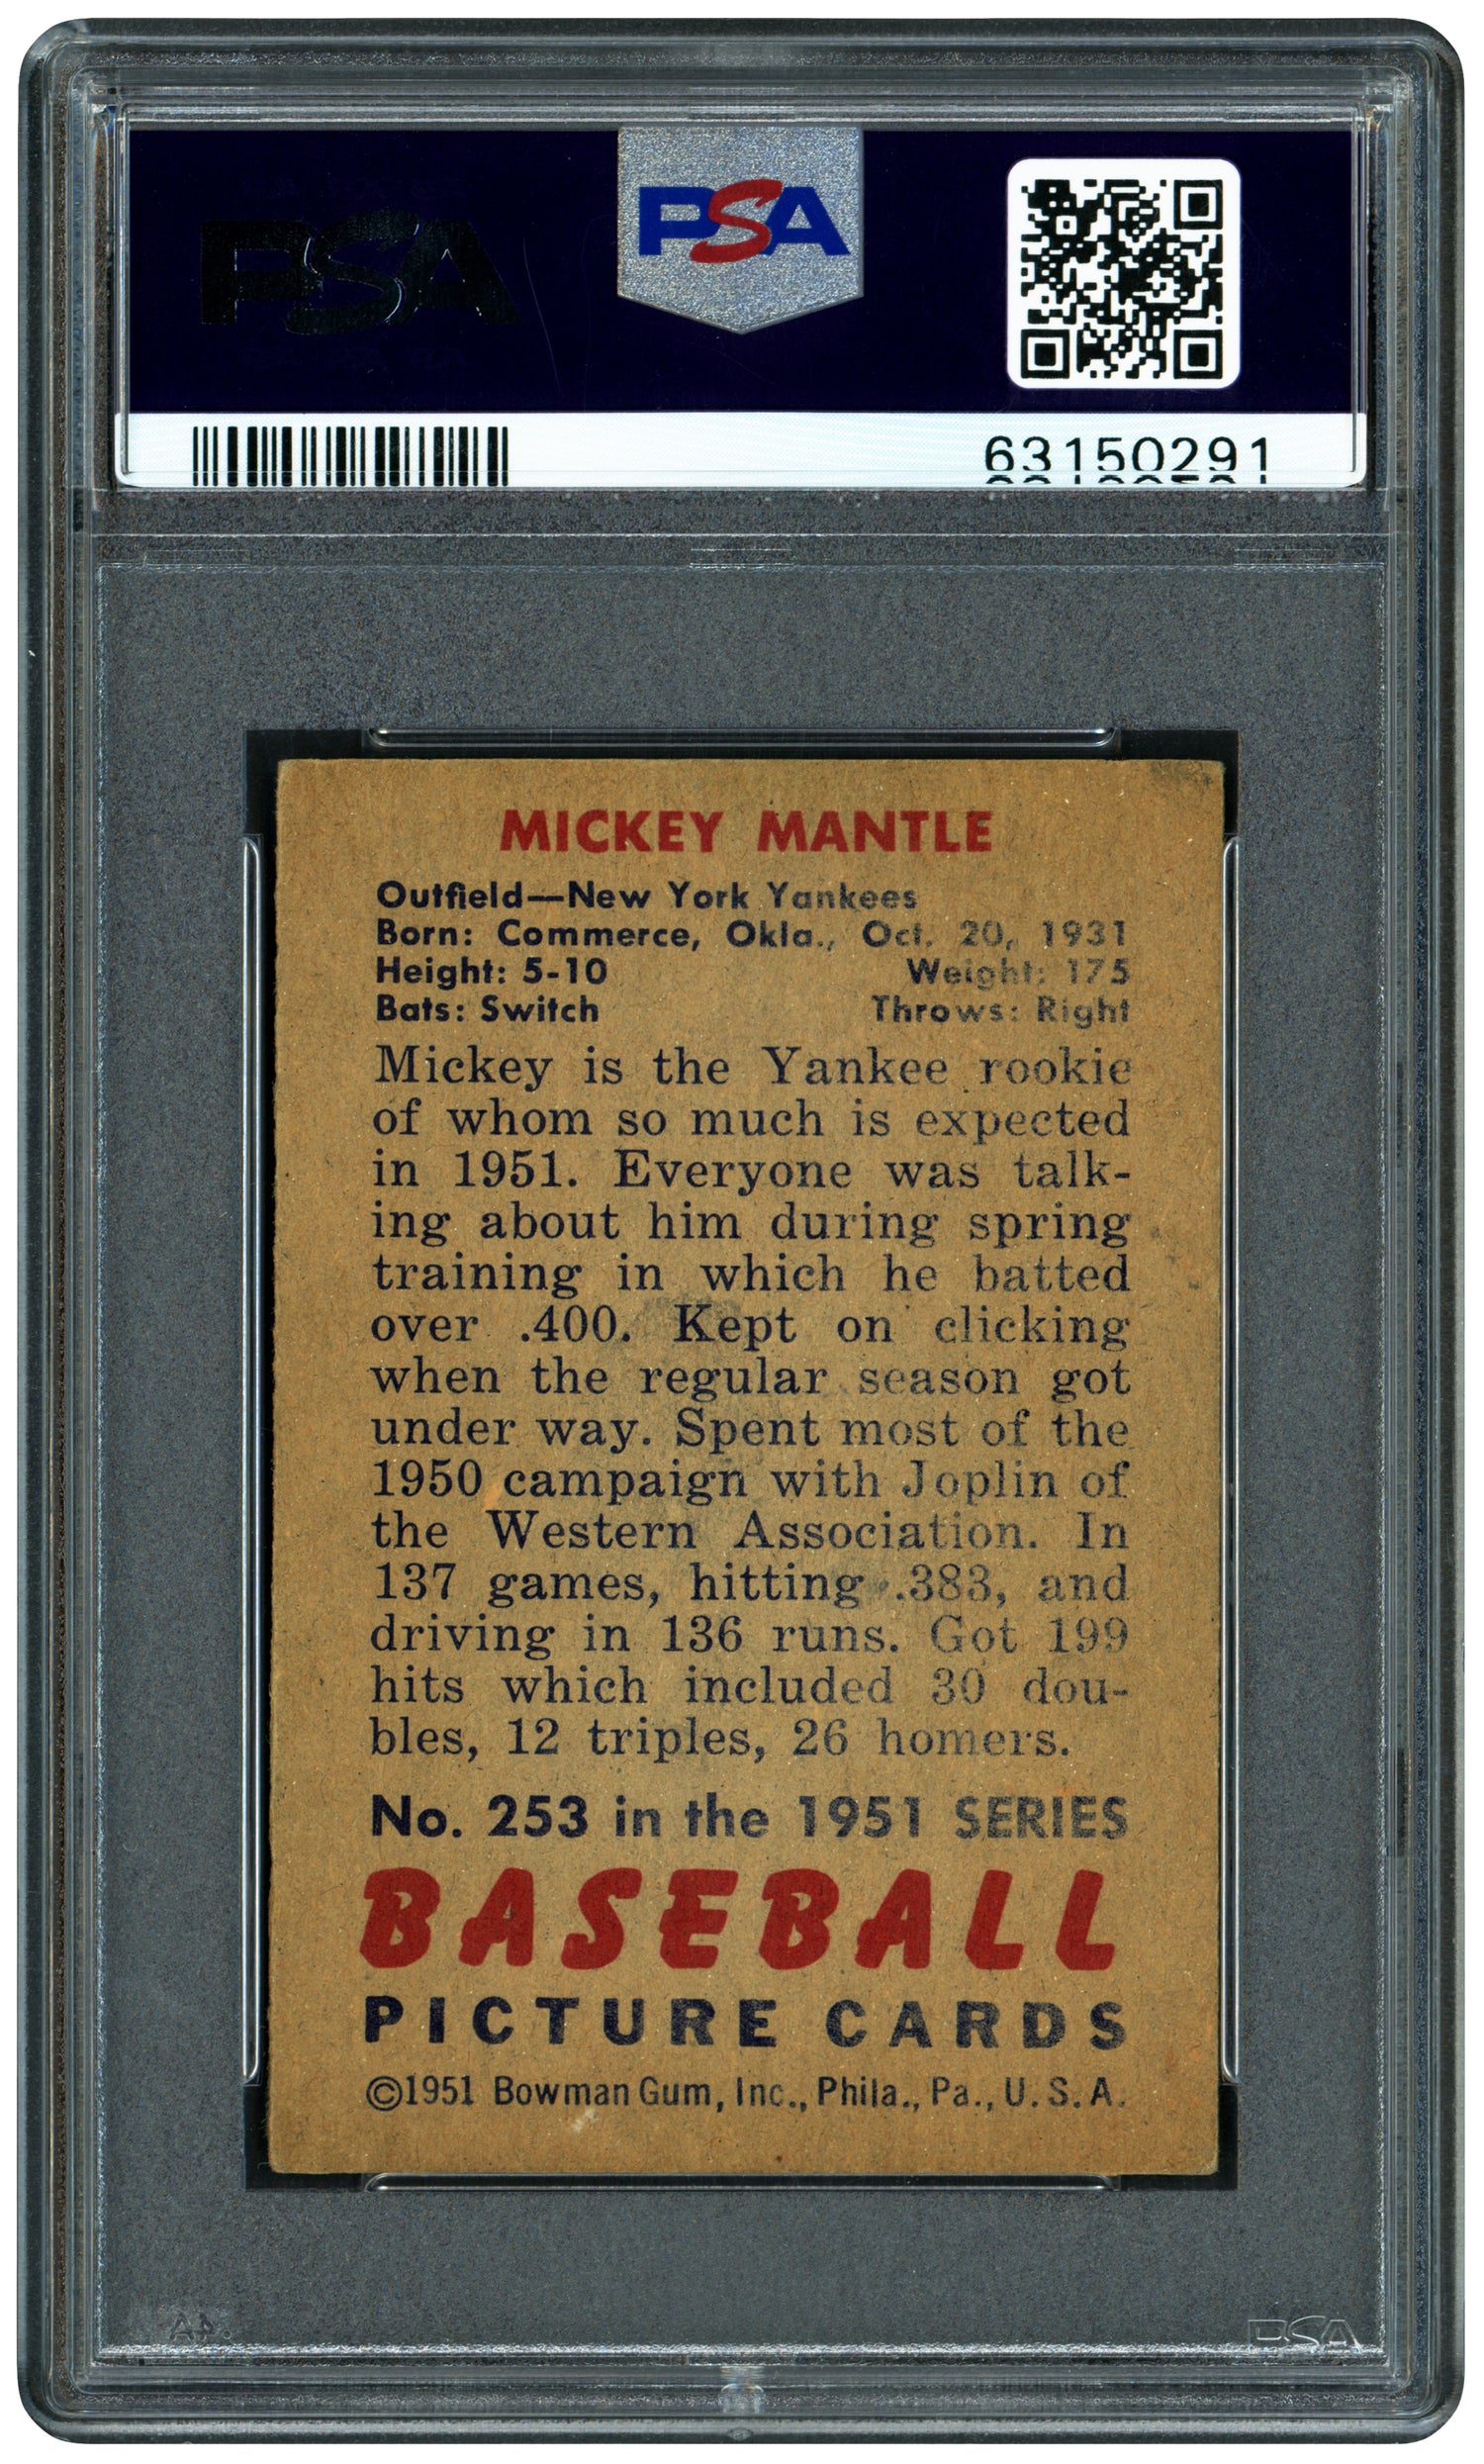 PSA
PSA
63150291
MICKEY MANTLE
Outfield—New York Yankees
Born: Commerce, Okla., Oct. 20, 1931
Height: 5-10 Weight: 175
Bats: Switch Throws: Right
Mickey is the Yankee rookie
of whom so much is expected
in 1951. Everyone was talk-
ing about him during spring
training in which he batted
over .400. Kept on clicking
when the regular season got
under way. Spent most of the
1950 campaign with Joplin of
the Western Association. In
137 games, hitting .383, and
driving in 136 runs. Got 199
hits which included 30 dou-
bles, 12 triples, 26 homers.
No. 253 in the 1951 SERIES
BASEBALL
PICTURE CARDS
©1951 Bowman Gum, Inc., Phila., Pa., U. S. A.
PSA